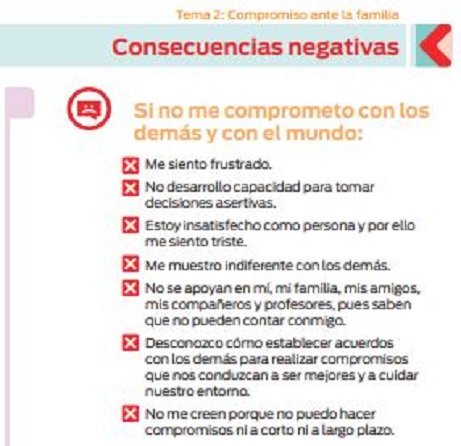 Tema 2: Compromiso ante la familia
Consecuencias negativas
Si no me comprometo con los
demás y con el mundo:
Me siento frustrado.
No desarrollo capacidad para tomar
decisiones asertivas.
Estoy insatisfecho como persona y por ello
me siento triste.
Me muestro indiferente con los demás.
No se apoyan en mí, mi familia, mis amigos,
mis compañeros y profesores, pues saben
que no pueden contar conmigo.
Desconozco cómo establecer acuerdos
con los demás para realizar compromisos
que nos conduzcan a ser mejores y a cuidar
nuestro entorno.
No me creen porque no puedo hacer
compromisos ni a corto ni a largo plazo.